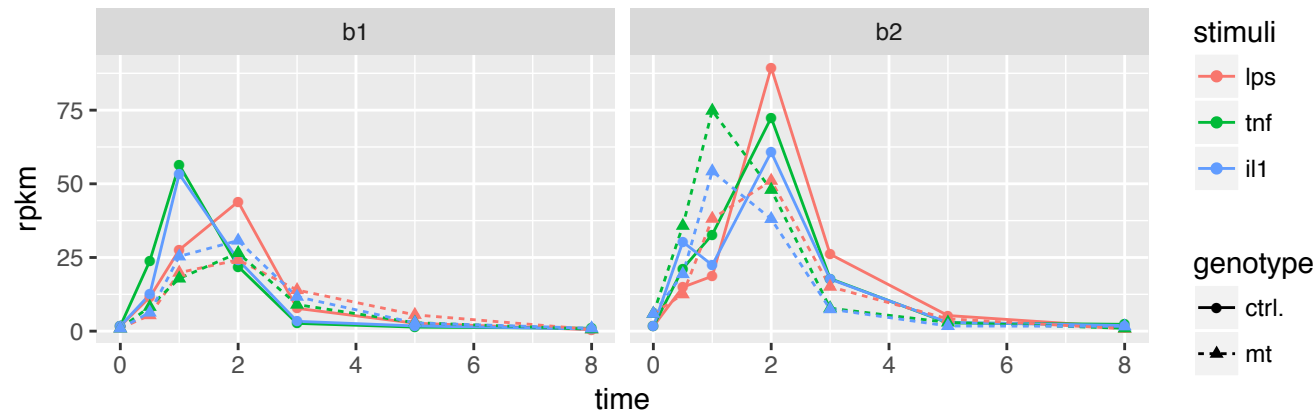 b1
b2
rpkm
75
50
25
0
0 2 4 6 8
0 2 4 6 8
time
stimuli
lps
tnf
il1
genotype
ctrl.
mt